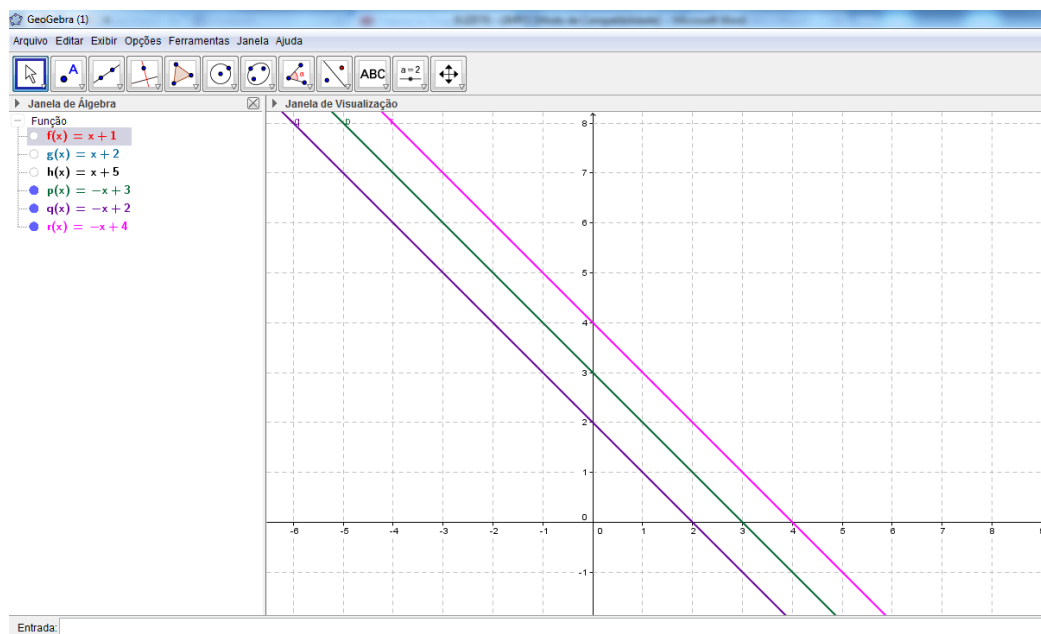 GeoGebra (1)
Arquivo Editar Exibir Opções Ferramentas Janela Ajuda
A
α
ABC
a=2
Janela de Álgebra
Janela de Visualização
Função
f(x) = x + 1
g(x) = x + 2
h(x) = x + 5
p(x) = −x + 3
q(x) = −x + 2
r(x) = −x + 4
q p r
8
7
6
5
4
3
2
1
0
-6 -5 -4 -3 -2 -1 0 1 2 3 4 5 6 7 8
-1
Entrada: